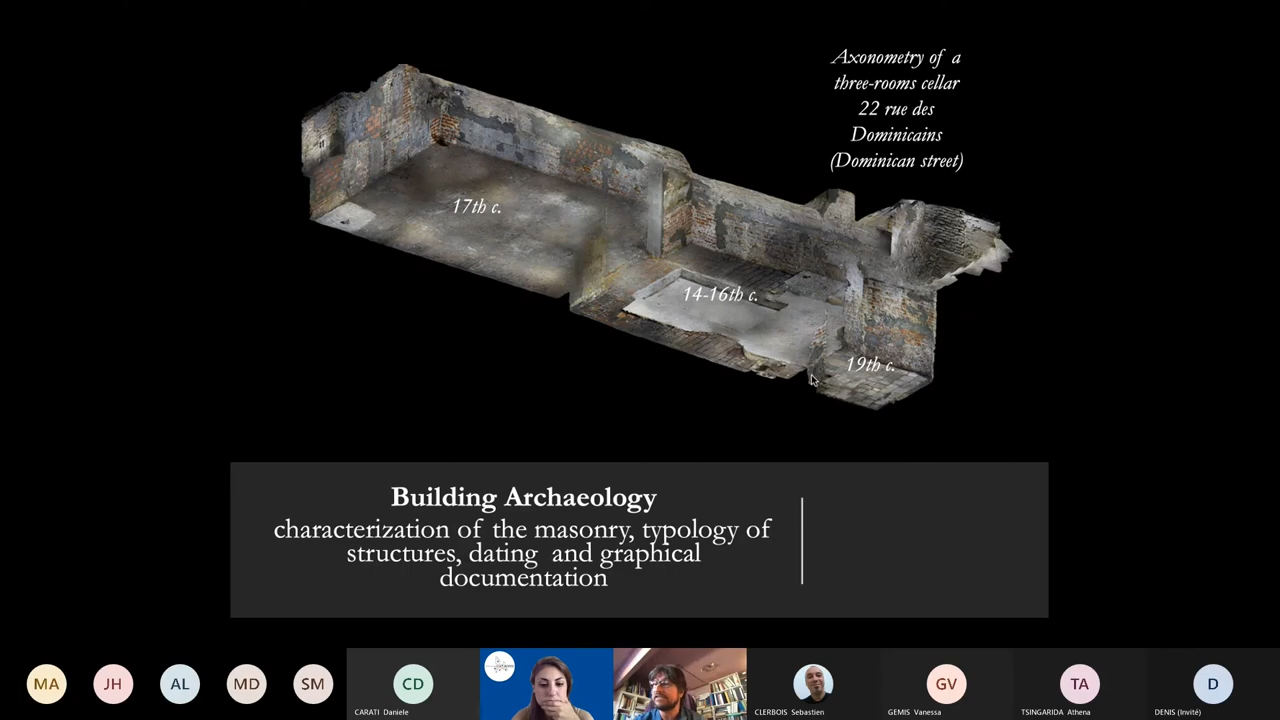 Axonometry of a
three-rooms cellar
22 rue des
Dominicains
(Dominican street)
17th c.
14-16th c.
19th c.
Building Archaeology
characterization of the masonry, typology of
structures, dating and graphical
documentation
MA
JH
AL
MD
SM
CD
CARATI Daniele
CLERBOIS Sebastien
GV
GEMIS Vanessa
TA
TSINGARIDA Athena
D
DENIS (Invité)